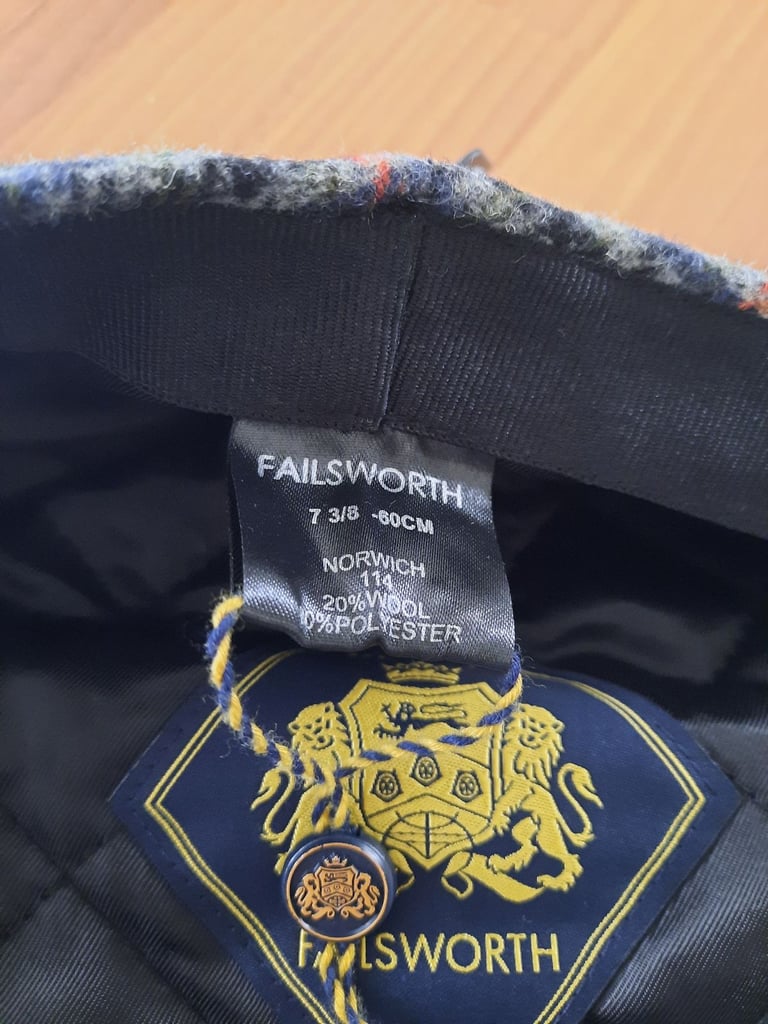 FAILSWORTH
7 3/8 -60CM
NORWICH
114
20%WOOL
0%POLYESTER
FAILSWORTH